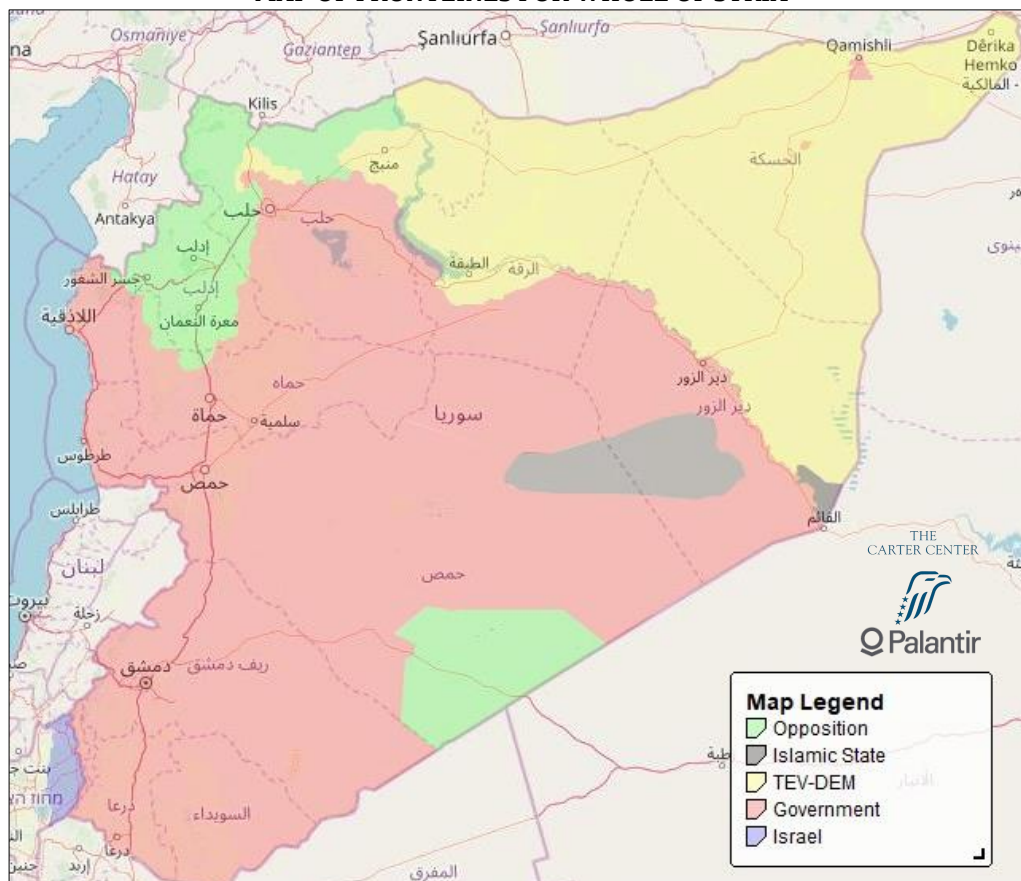 Osmaniye
Gaziantep
Şanlıurfa
Şanlıurfa
Qamishli
Dêrika
Hemko
المالكية -
Kilis
منبج
الحسكة
Hatay
Antakya
حلب
حلب
إدلب
جسر الشغور
إدلب
الطبقة
الرقة
معرة النعمان
اللاذقية
دير الزور
دير الزور
حماه
حماة
سلمية
سوريا
طرطوس
حمص
طرابلس
القائم
لبنان
حمص
بيروت
زحلة
THE
CARTER CENTER
Palantir
دمشق
ريف دمشق
Map Legend
Opposition
Islamic State
TEV-DEM
Government
Israel
درعا
السويداء
درعا
إربد
المفرق
الأنبار